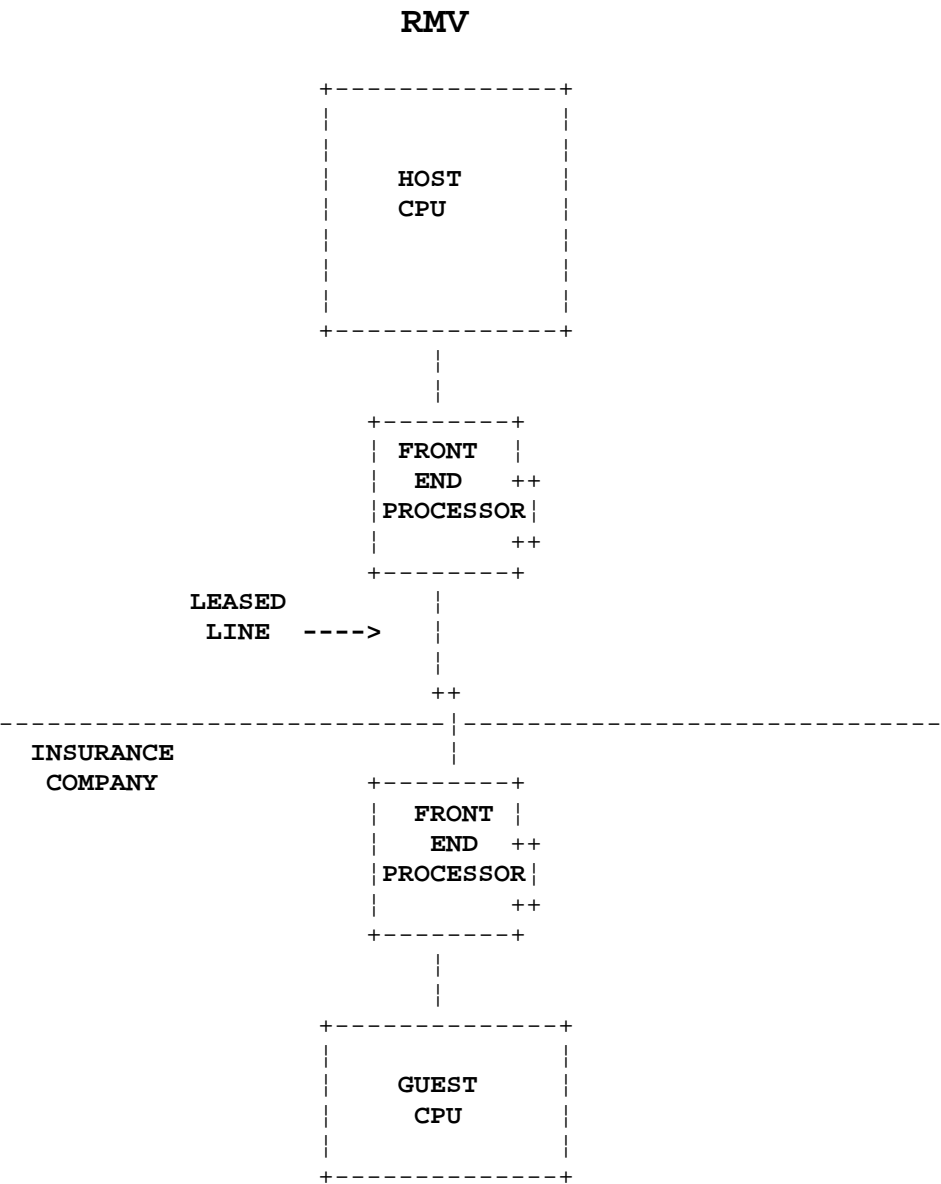 RMV
HOST
CPU
FRONT
END
PROCESSOR
LEASED
LINE ---->
INSURANCE
COMPANY
FRONT
END
PROCESSOR
GUEST
CPU